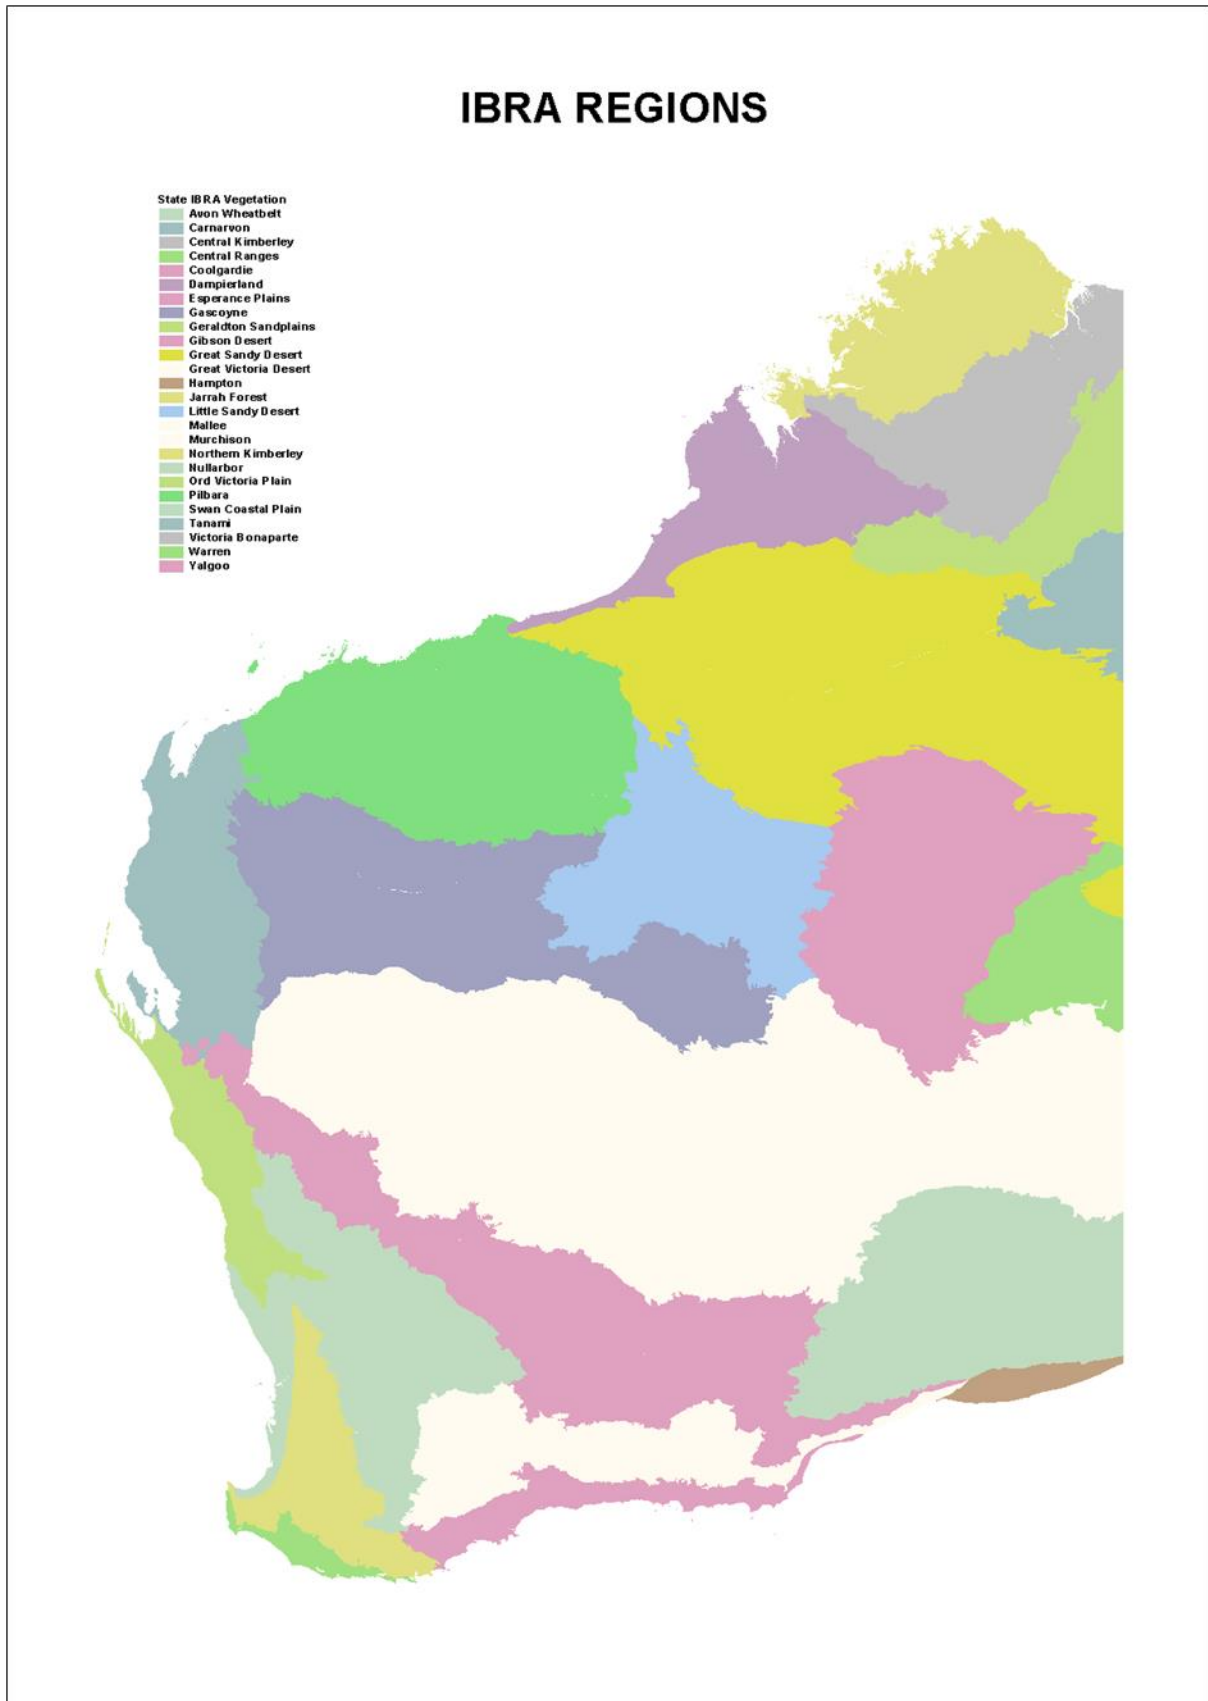 IBRA REGIONS
State IBRA Vegetation
Avon Wheatbelt
Carnarvon
Central Kimberley
Central Ranges
Coolgardie
Dampierland
Esperance Plains
Gascoyne
Geraldton Sandplains
Gibson Desert
Great Sandy Desert
Great Victoria Desert
Hampton
Jarrah Forest
Little Sandy Desert
Mallee
Murchison
Northern Kimberley
Nullarbor
Ord Victoria Plain
Pilbara
Swan Coastal Plain
Tanami
Victoria Bonaparte
Warren
Yalgoo